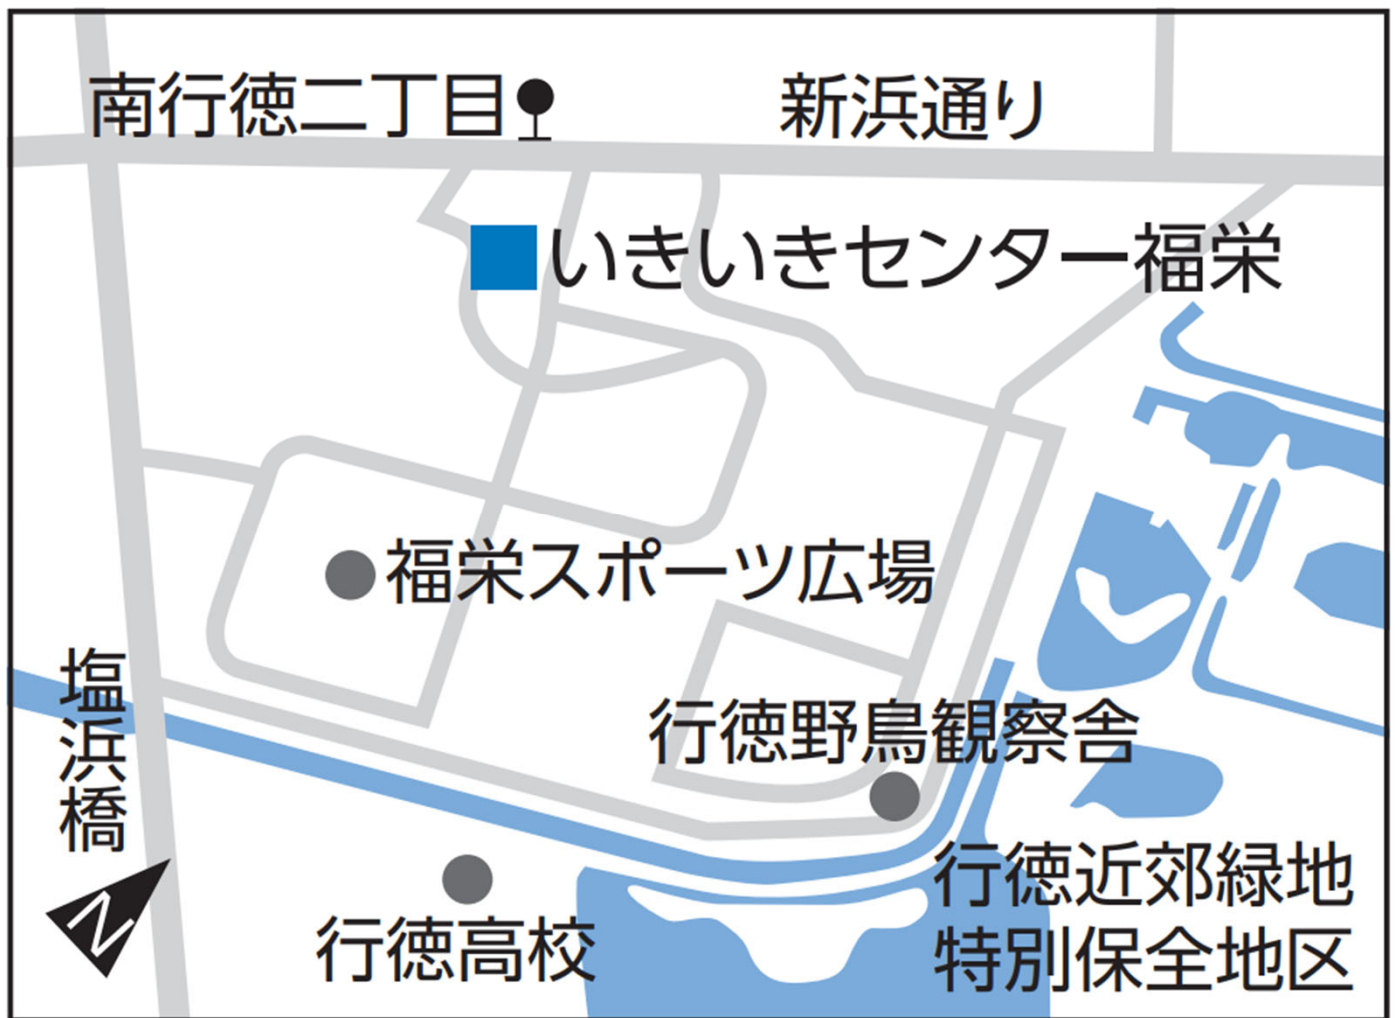 南行徳二丁目
新浜通り
いきいきセンター福栄
福栄スポーツ広場
塩浜橋
行徳野鳥観察舎
行徳近郊緑地
特別保全地区
行徳高校
N